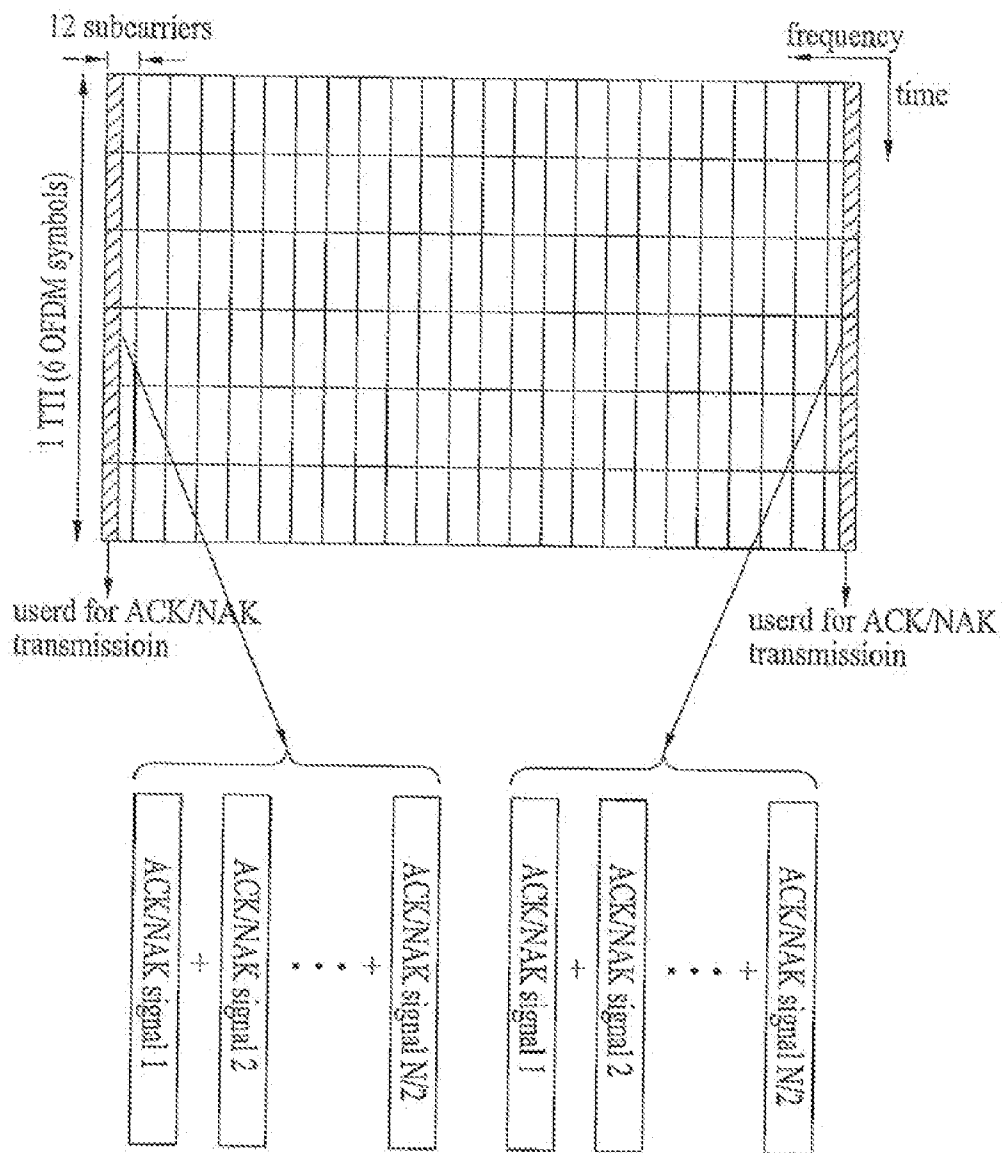 12 subcarriers
frequency
time
1 TTI (6 OFDM symbols)
userd for ACK/NAK
transmissioin
userd for ACK/NAK
transmissioin
ACK/NAK signal 1
+
ACK/NAK signal 2
• • • +
ACK/NAK signal N/2
ACK/NAK signal 1
+
ACK/NAK signal 2
• • • +
ACK/NAK signal N/2